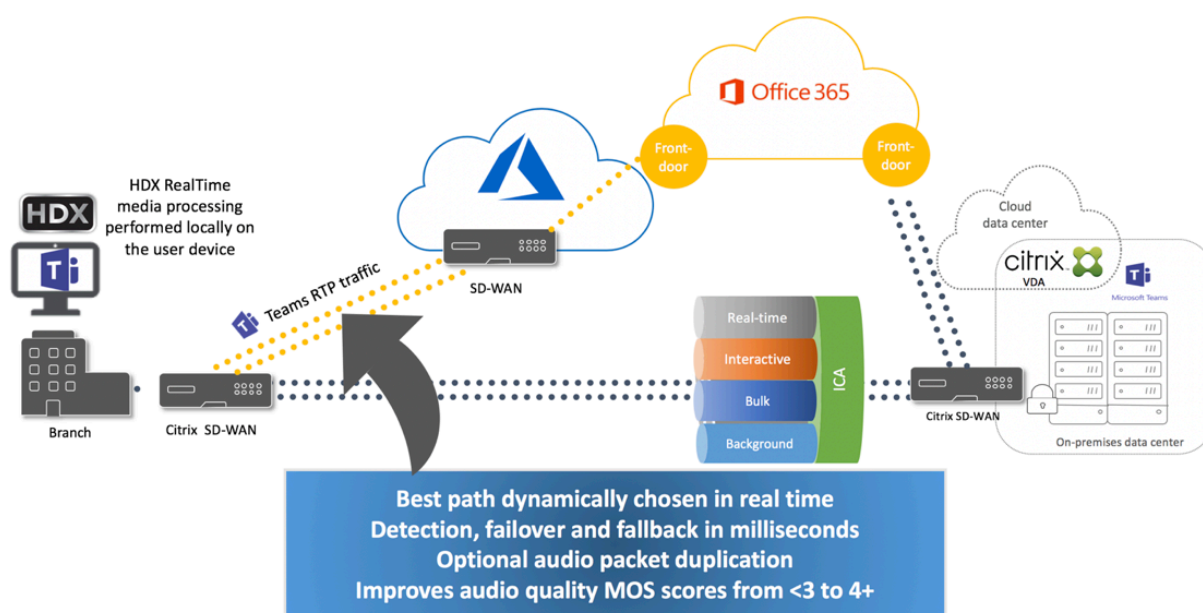 Office 365
Front-
door
Front-
door
HDX
HDX RealTime
media processing
performed locally on
the user device
Cloud
data center
citrix
VDA
Microsoft Teams
T
SD-WAN
T
Teams RTP traffic
Real-time
Interactive
Bulk
Background
ICA
Branch
Citrix SD-WAN
Citrix SD-WAN
On-premises data center
Best path dynamically chosen in real time
Detection, failover and fallback in milliseconds
Optional audio packet duplication
Improves audio quality MOS scores from <3 to 4+